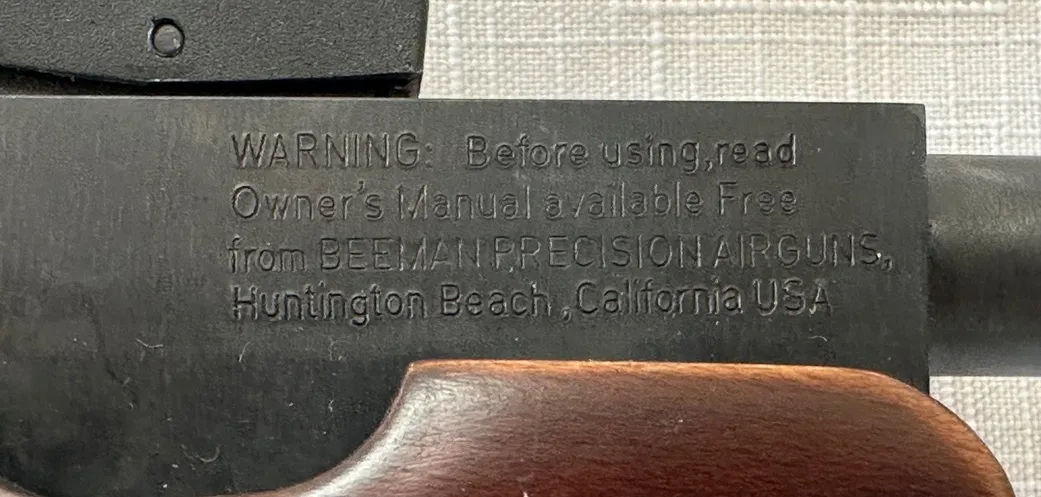 WARNING: Before using,read
Owner's Manual available Free
from BEEMAN PRECISION AIRGUNS,
Huntington Beach,California USA